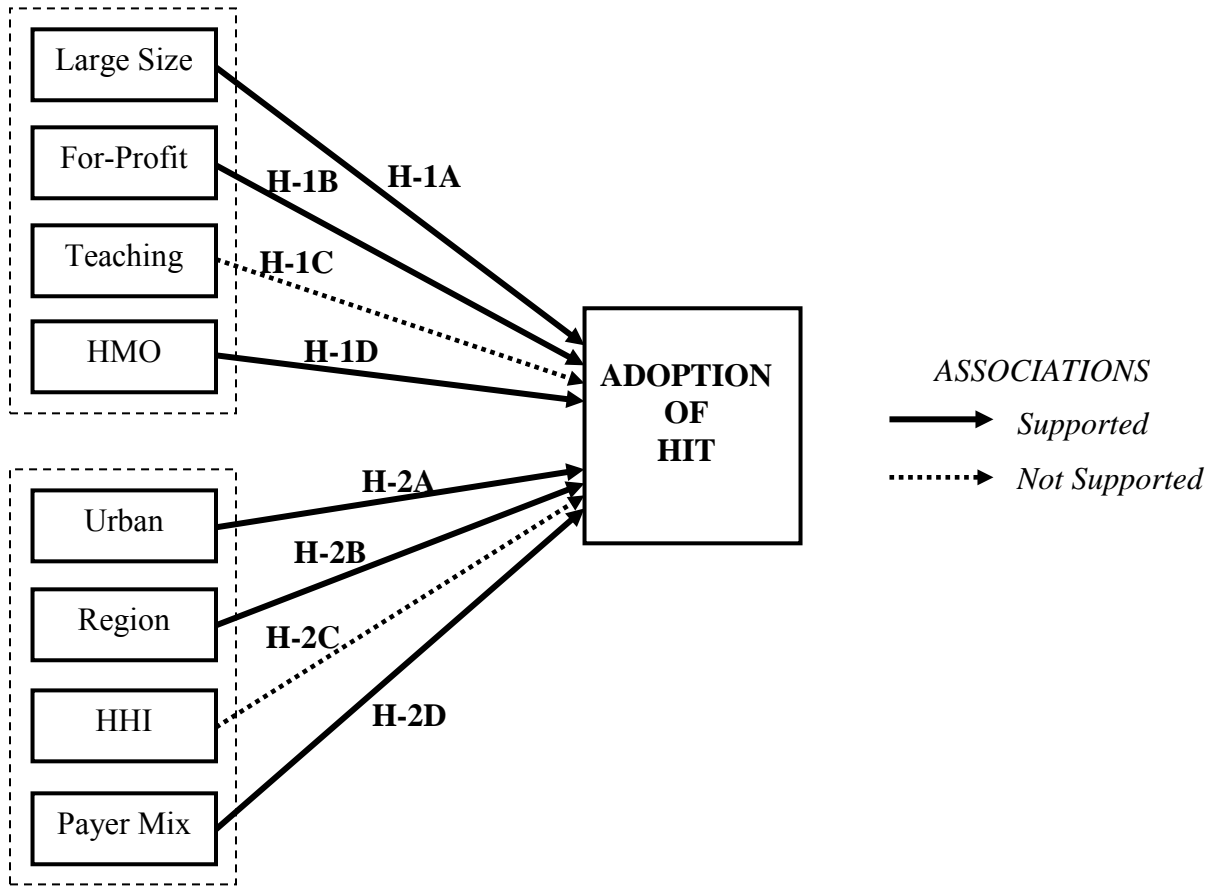 Large Size
For-Profit
Teaching
HMO
H-1A
H-1B
H-1C
H-1D
Urban
Region
HHI
Payer Mix
H-2A
H-2B
H-2C
H-2D
ADOPTION
OF
HIT
ASSOCIATIONS
Supported
Not Supported